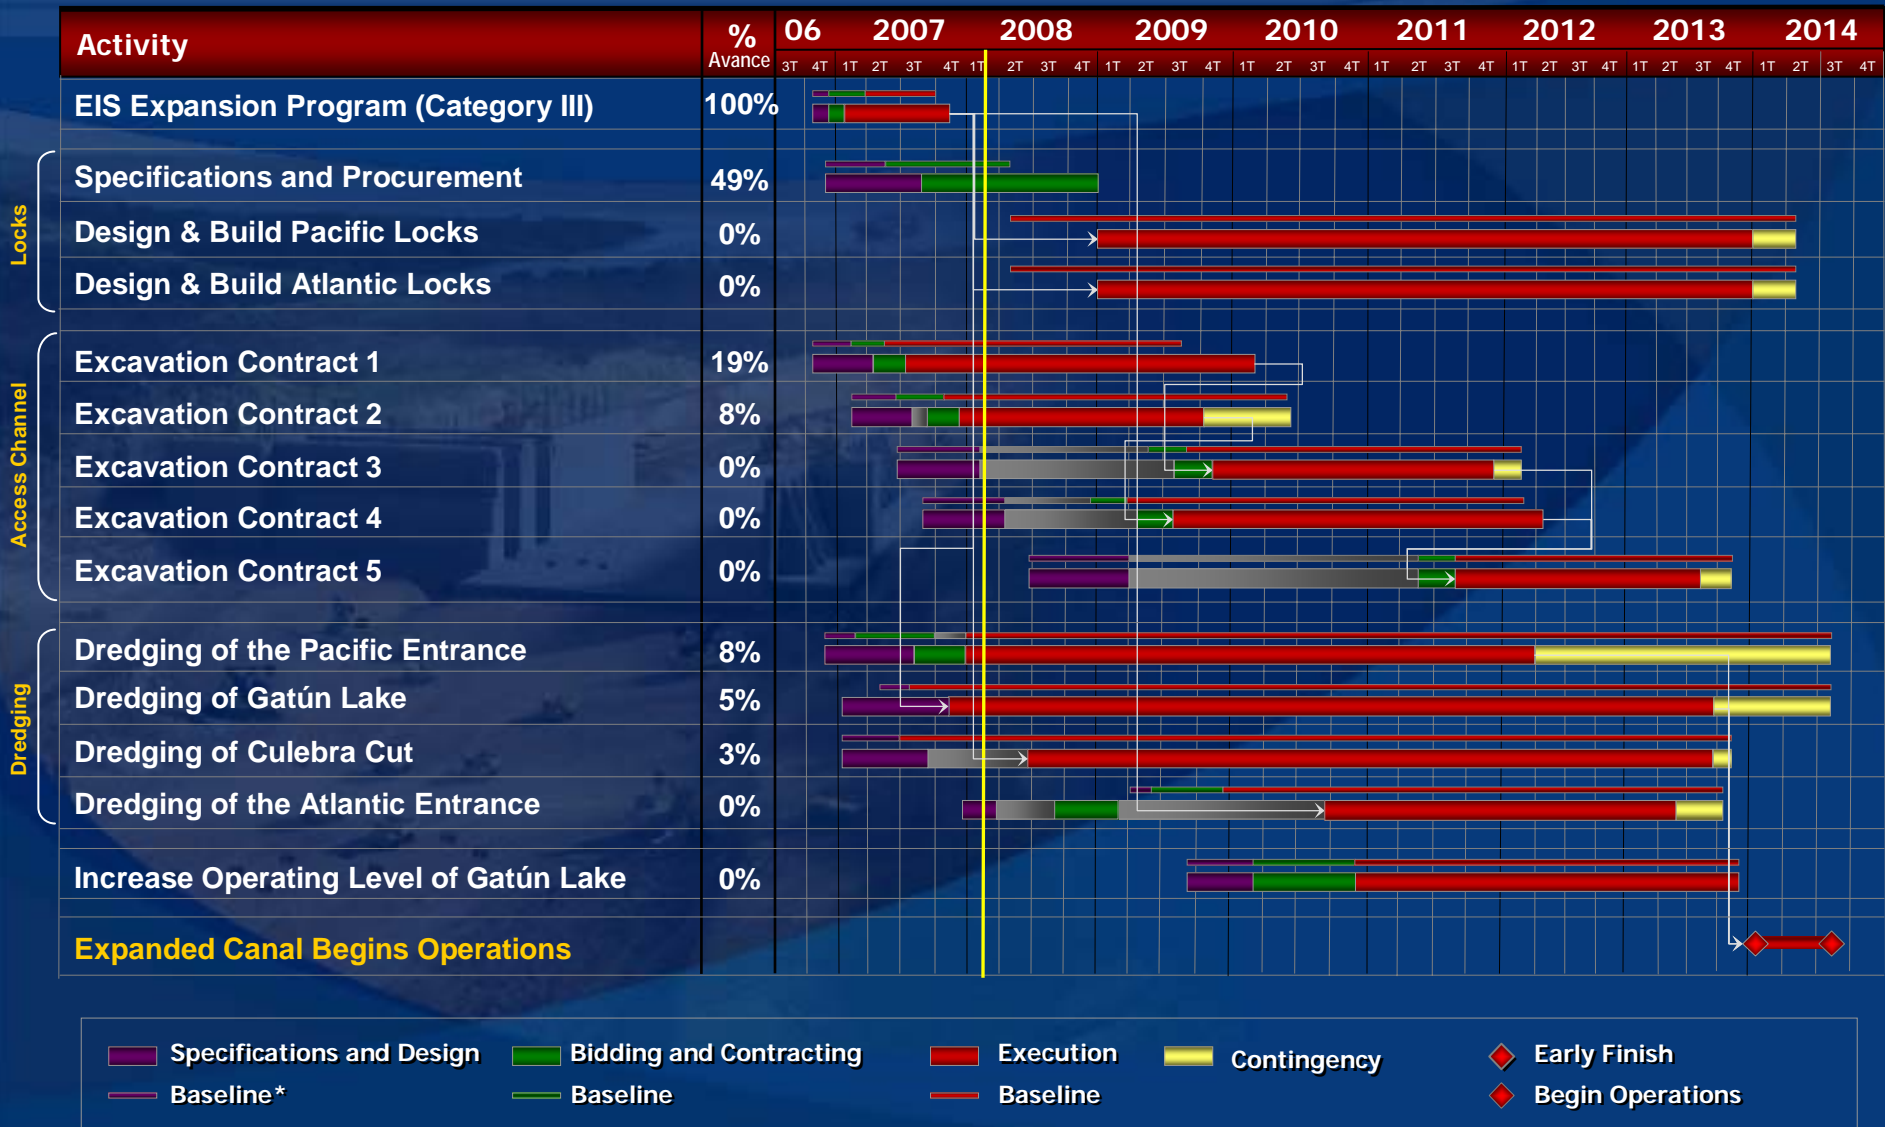 Activity
%
Avance
06 2007 2008 2009 2010 2011 2012 2013 2014
3T 4T 1T 2T 3T 4T 1T 2T 3T 4T 1T 2T 3T 4T 1T 2T 3T 4T 1T 2T 3T 4T 1T 2T 3T 4T 1T 2T 3T 4T 1T 2T 3T 4T
EIS Expansion Program (Category III) 100%
Locks
Specifications and Procurement 49%
Design & Build Pacific Locks 0%
Design & Build Atlantic Locks 0%
Access Channel
Excavation Contract 1 19%
Excavation Contract 2 8%
Excavation Contract 3 0%
Excavation Contract 4 0%
Excavation Contract 5 0%
Dredging
Dredging of the Pacific Entrance 8%
Dredging of Gatún Lake 5%
Dredging of Culebra Cut 3%
Dredging of the Atlantic Entrance 0%
Increase Operating Level of Gatún Lake 0%
Expanded Canal Begins Operations
Specifications and Design Bidding and Contracting Execution Contingency Early Finish
Baseline* Baseline Baseline Begin Operations